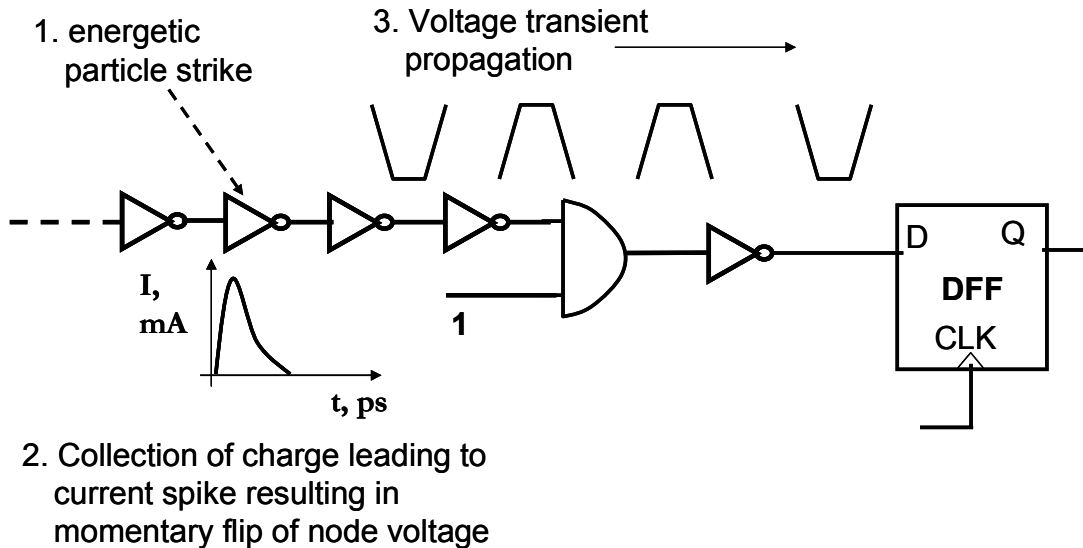 1. energetic
particle strike
3. Voltage transient
propagation
I,
mA
t, ps
1
D
Q
DFF
CLK
2. Collection of charge leading to
current spike resulting in
momentary flip of node voltage